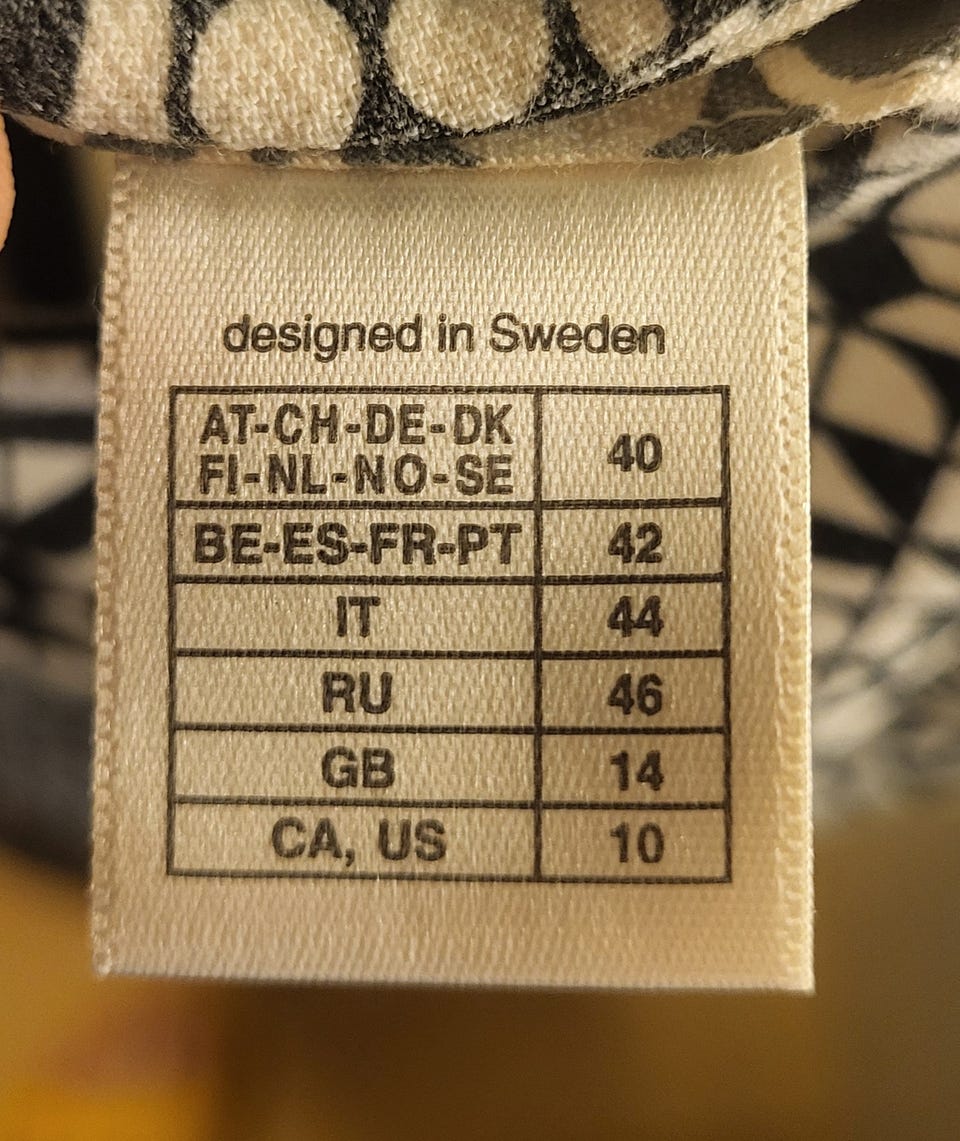 designed in Sweden
AT-CH-DE-DK
FI-NL-NO-SE 40
BE-ES-FR-PT 42
IT 44
RU 46
GB 14
CA, US 10